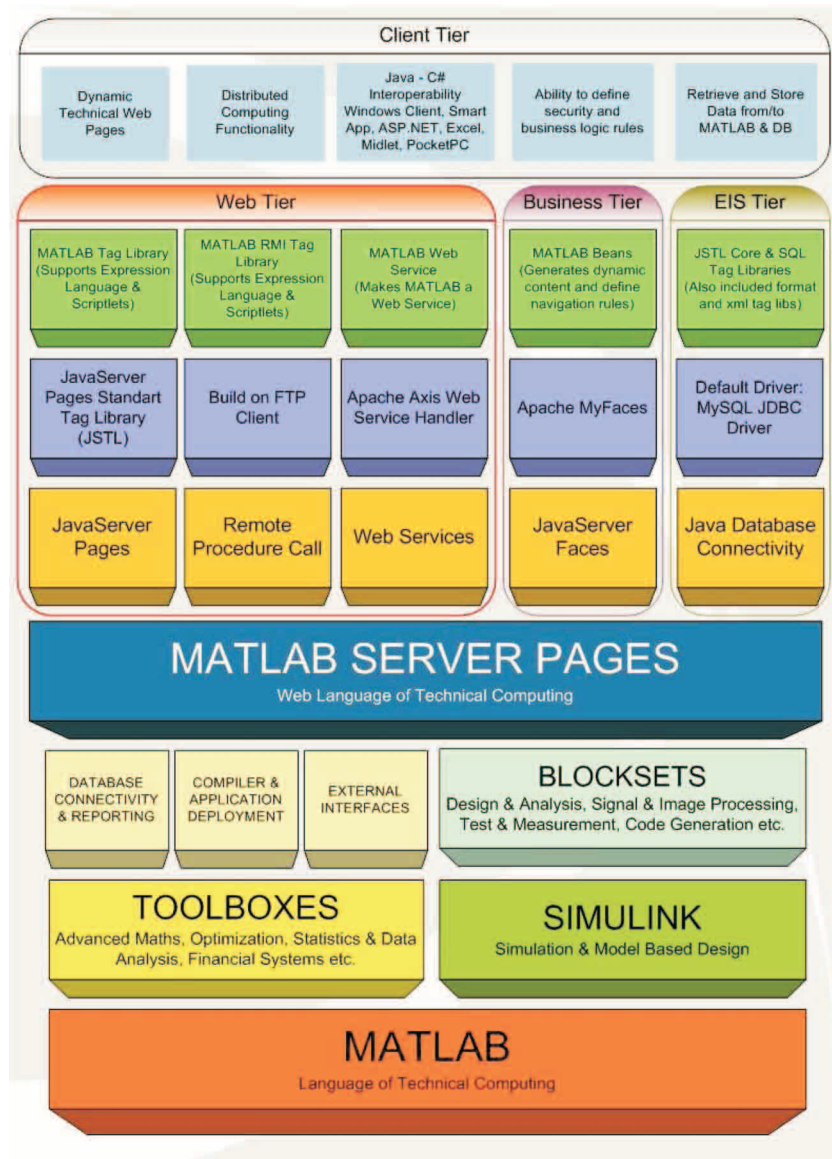 Client Tier
Dynamic
Technical Web
Pages
Distributed
Computing
Functionality
Java - C#
Interoperability
Windows Client, Smart
App, ASP.NET, Excel,
Midlet, PocketPC
Ability to define
security and
business logic rules
Retrieve and Store
Data from/to
MATLAB & DB
Web Tier
Business Tier
EIS Tier
MATLAB Tag Library
(Supports Expression
Language &
Scriptlets)
MATLAB RMI Tag
Library
(Supports Expression
Language &
Scriptlets)
MATLAB Web
Service
(Makes MATLAB a
Web Service)
MATLAB Beans
(Generates dynamic
content and define
navigation rules)
JSTL Core & SQL
Tag Libraries
(Also included format
and xml tag libs)
JavaServer
Pages Standart
Tag Library
(JSTL)
Build on FTP
Client
Apache Axis Web
Service Handler
Apache MyFaces
Default Driver:
MySQL JDBC
Driver
JavaServer
Pages
Remote
Procedure Call
Web Services
JavaServer
Faces
Java Database
Connectivity
MATLAB SERVER PAGES
Web Language of Technical Computing
DATABASE
CONNECTIVITY
& REPORTING
COMPILER &
APPLICATION
DEPLOYMENT
EXTERNAL
INTERFACES
BLOCKSETS
Design & Analysis, Signal & Image Processing,
Test & Measurement, Code Generation etc.
TOOLBOXES
Advanced Maths, Optimization, Statistics & Data
Analysis, Financial Systems etc.
SIMULINK
Simulation & Model Based Design
MATLAB
Language of Technical Computing